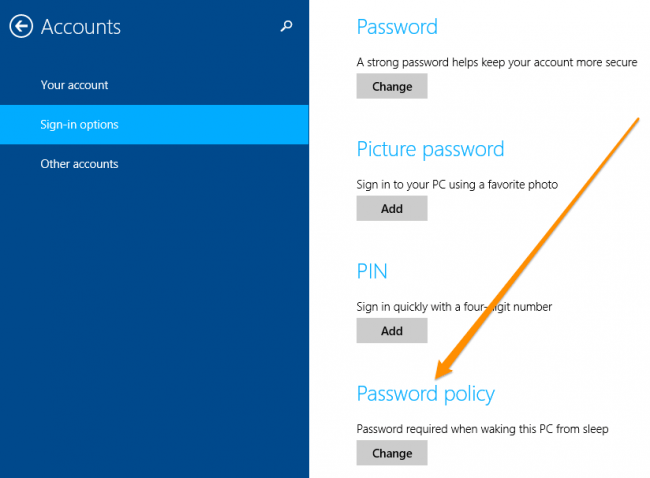 Accounts
Your account
Sign-in options
Other accounts
Password
A strong password helps keep your account more secure
Change
Picture password
Sign in to your PC using a favorite photo
Add
PIN
Sign in quickly with a four-digit number
Add
Password policy
Password required when waking this PC from sleep
Change